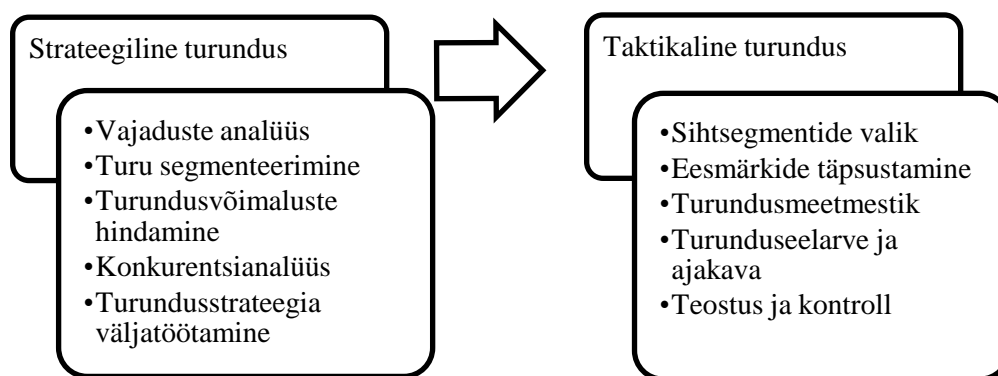 Strateegiline turundus
•Vajaduste analüüs
•Turu segmenteerimine
•Turundusvõimaluste
hindamine
•Konkurentsianalüüs
•Turundusstrateegia
väljatöötamine
Taktikaline turundus
•Sihtsegmentide valik
•Eesmärkide täpsustamine
•Turundusmeetmestik
•Turunduseelarve ja
ajakava
•Teostus ja kontroll